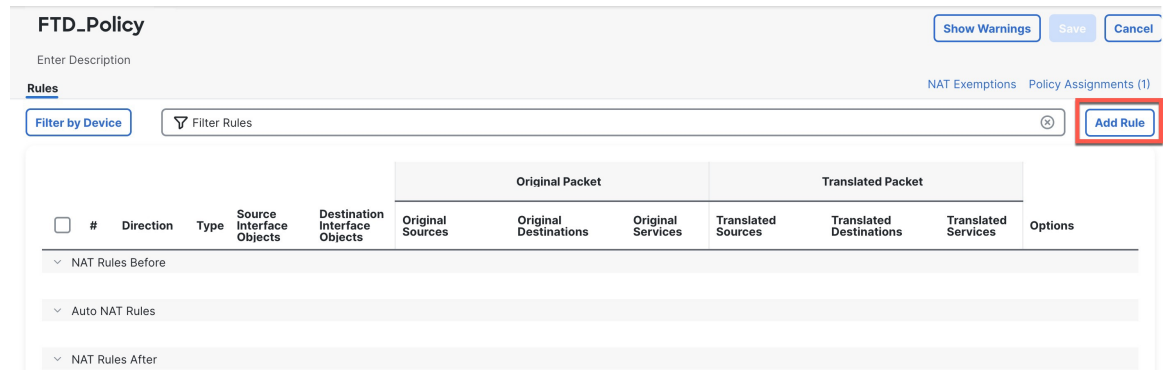 FTD_Policy
Show Warnings Save Cancel
Enter Description
Rules
NAT Exemptions Policy Assignments (1)
Filter by Device Filter Rules Add Rule
Original Packet Translated Packet
# Direction Type Source Interface Objects Destination Interface Objects Original Sources Original Destinations Original Services Translated Sources Translated Destinations Translated Services Options
NAT Rules Before
Auto NAT Rules
NAT Rules After